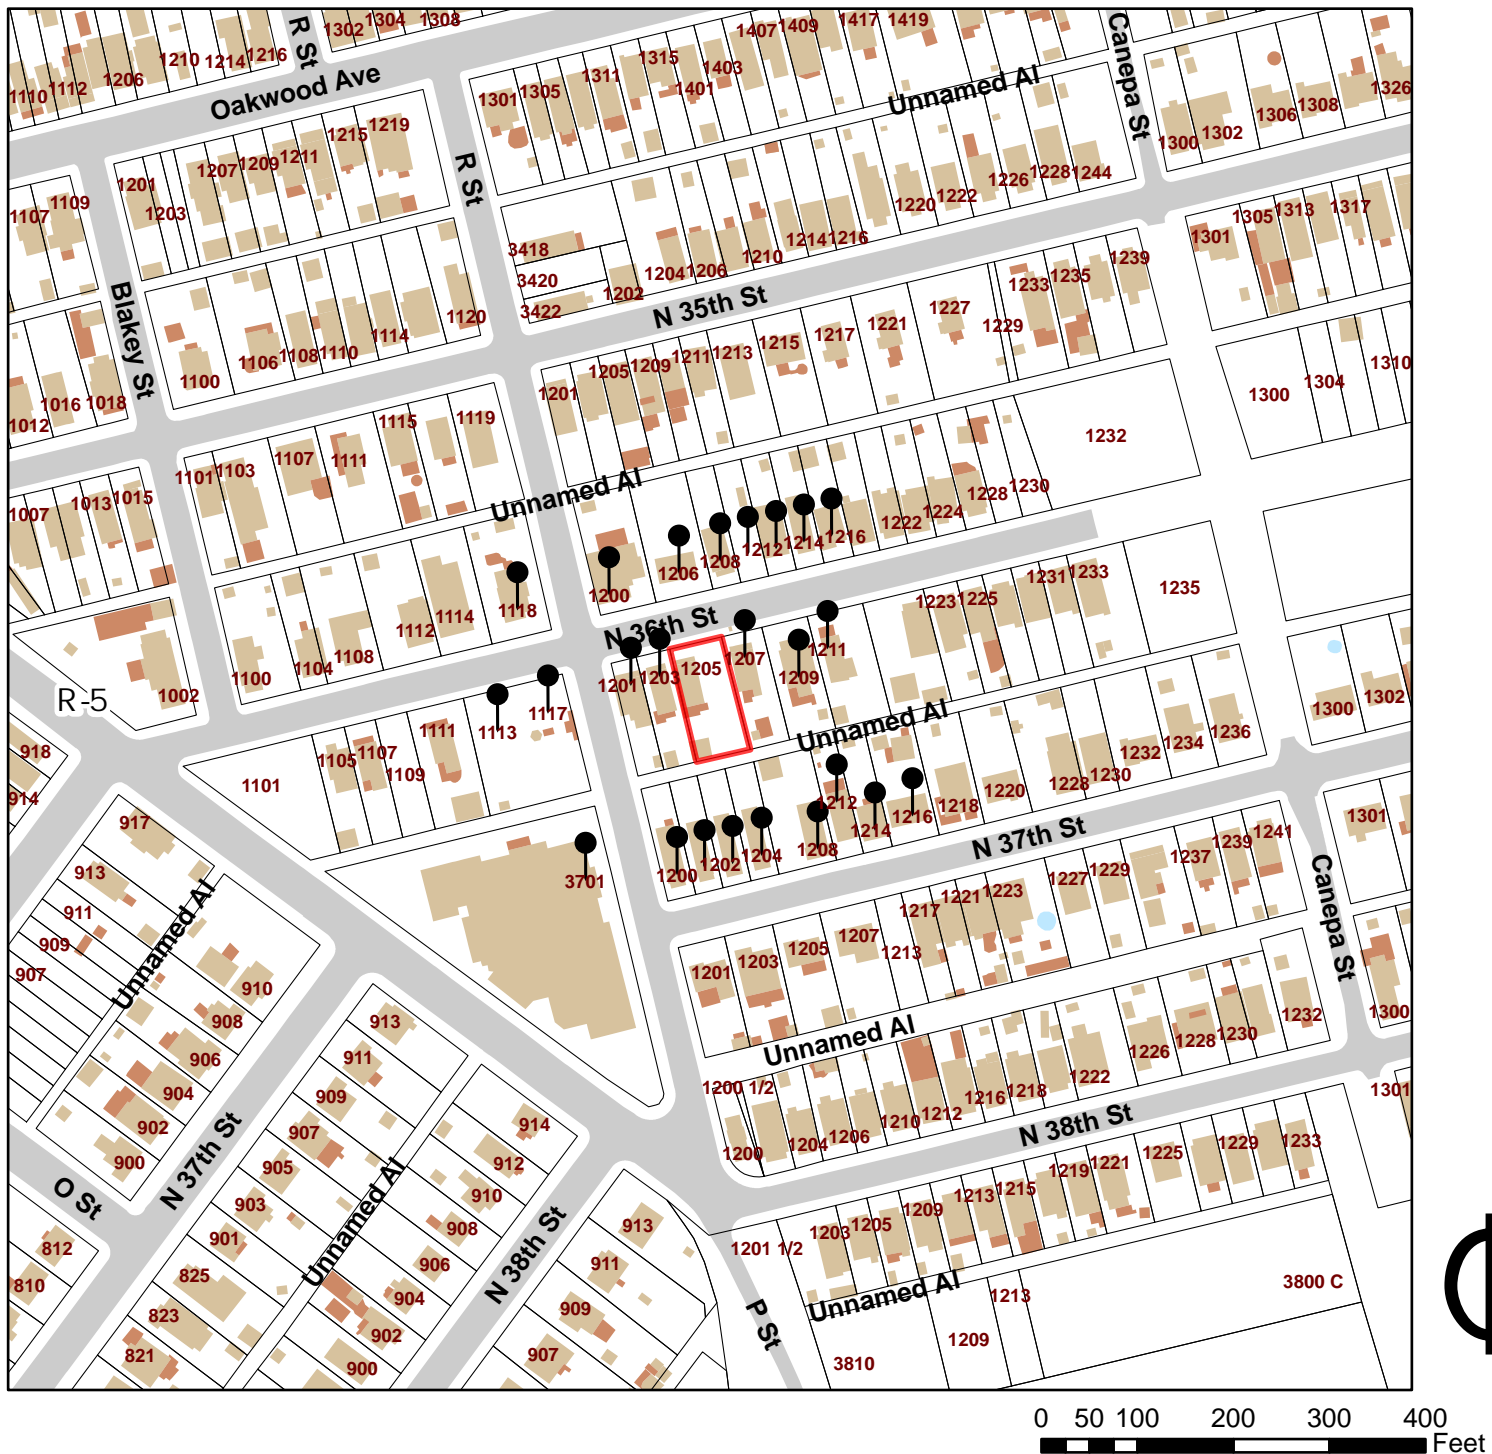 1302 1304 1308 1407 1409 1417 1419
R St
Canepa St
1110 1112 1206 1210 1214 1216
Oakwood Ave
1301 1305 1311 1315 1401 1403
Unnamed Al
1300 1302 1306 1308 1326
1201 1203 1207 1209 1211 1215 1219
R St
1107 1109
3418
3420
3422
1202 1204 1206 1210 1214 1216 1220 1222 1226 1228 1244
N 35th St
1301 1305 1313 1317
Blakey St
1100 1106 1108 1110 1114 1120
1012 1016 1018
1201 1205 1209 1211 1213 1215 1217 1221 1227 1229 1233 1235 1239
1300 1304 1310
1232
1101 1103 1107 1111 1115 1119
Unnamed Al
1007 1013 1015
1200 1206 1208 1212 1214 1216 1222 1224 1228 1230
N 36th St
1100 1104 1108 1112 1114 1118
1002
R-5
1201 1203 1205 1207 1209 1211 1223 1225 1231 1233 1235
Unnamed Al
1101 1105 1107 1109 1111 1113 1117
918
914
1300 1302
1200 1202 1204 1208 1212 1214 1216 1218 1220 1228 1230 1232 1234 1236
N 37th St
Canepa St
1301
3701
917
913
911
909
907
Unnamed Al
910
908
906
904
902
900
1201 1203 1205 1207 1213 1217 1221 1223 1227 1229 1237 1239 1241
Unnamed Al
1200 1/2
1200 1204 1206 1210 1212 1216 1218 1222 1226 1228 1230 1232
1300
1301
N 38th St
O St
N 37th St
913
911
909
907
905
903
901
825
823
821
Unnamed Al
914
912
910
908
906
904
902
900
N 38th St
812
810
913
911
909
907
P St
1201 1/2
1203 1205 1209 1213 1215 1219 1221 1225 1229 1233
Unnamed Al
3810
1209
1213
3800 C
0 50 100 200 300 400
Feet